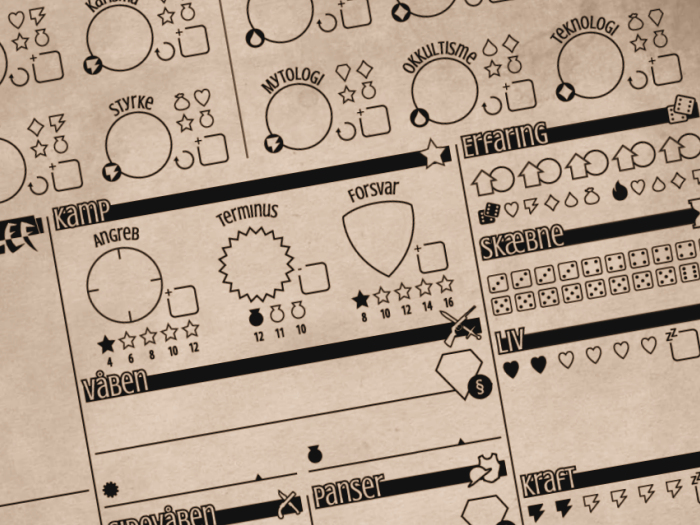 Karisma
STYRKE
MYTOLOGI
OKKULTISME
TEKNOLOGI
ERFARING
KAMP
ANGREB
TERMINUS
FORSVAR
4 6 8 10 12
12 11 10
8 10 12 14 16
SKÆBNE
LIV
zZ
VÅBEN
§
PANSER
KRAFT